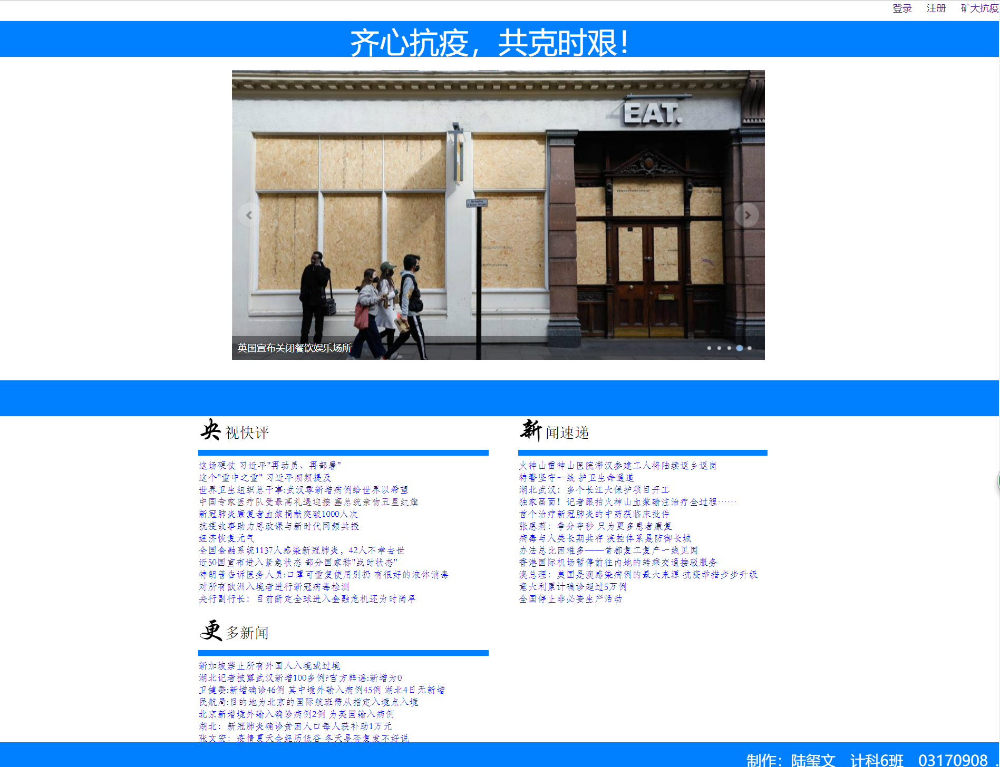 登录 注册 矿大抗疫
齐心抗疫，共克时艰！
EAT.
英国宣布关闭餐饮娱乐场所
央视快评
这场硬仗 习近平"再动员、再部署"
这个"重中之重" 习近平频频提及
世界卫生组织总干事:武汉零新增病例给世界以希望
中国专家医疗队受最高礼遇迎接 塞总统亲吻五星红旗
新冠肺炎康复者血浆捐献突破1000人次
抗疫故事助力思政课与新时代同频共振
经济恢复元气
全国金融系统1137人感染新冠肺炎，42人不幸去世
近50国宣布进入紧急状态 部分国家称"战时状态"
特朗普告诉医务人员:口罩可重复使用别扔 有很好的液体消毒
对所有欧洲入境者进行新冠病毒检测
央行副行长：目前断定全球进入金融危机还为时尚早
新闻速递
火神山雷神山医院滞汉参建工人将陆续返乡返岗
特警坚守一线 护卫生命通道
湖北武汉：多个长江大保护项目开工
独家画面！记者跟拍火神山血浆输注治疗全过程……
首个治疗新冠肺炎的中药获临床批件
张恩莉：争分夺秒 只为更多患者康复
病毒与人类长期共存 疾控体系是防御长城
办法总比困难多——首都复工复产一线见闻
香港国际机场暂停前往内地的转乘交通接驳服务
澳总理：美国是澳感染病例的最大来源 抗疫举措步步升级
意大利累计确诊超过5万例
全国停止非必要生产活动
更多新闻
新加坡禁止所有外国人入境或过境
湖北记者披露武汉新增100多例?官方辟谣:新增为0
卫健委:新增确诊46例 其中境外输入病例45例 湖北4日无新增
民航局:目的地为北京的国际航班需从指定入境点入境
北京新增境外输入确诊病例2例 为英国输入病例
湖北：新冠肺炎确诊贫困人口每人获补助1万元
张文宏：疫情夏天会经历低谷 冬天是否复发不好说
制作：陆玺文 计科6班 03170908 .